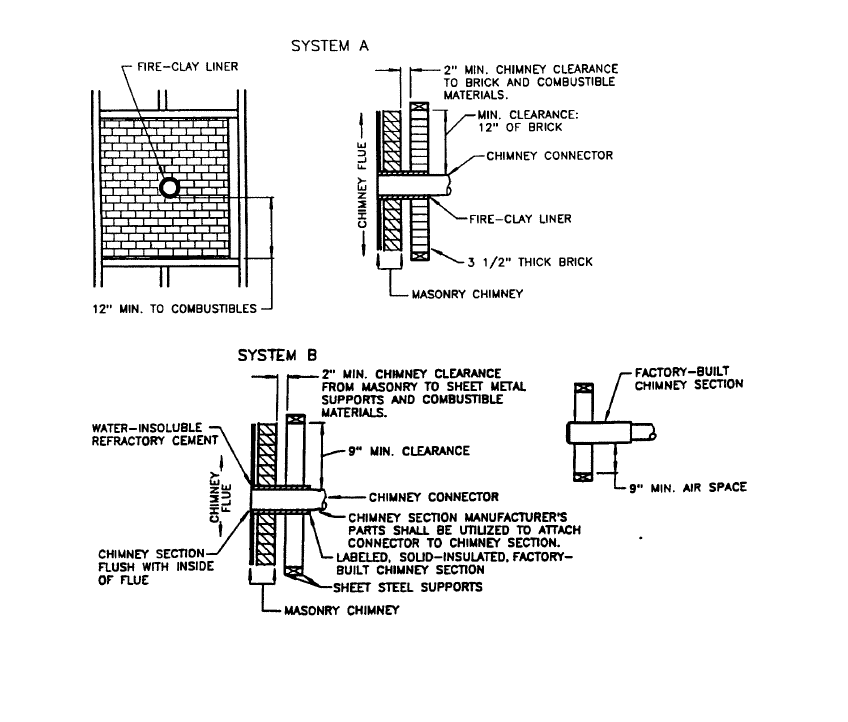 SYSTEM A
FIRE-CLAY LINER
12" MIN. TO COMBUSTIBLES
2" MIN. CHIMNEY CLEARANCE
TO BRICK AND COMBUSTIBLE
MATERIALS.
MIN. CLEARANCE:
12" OF BRICK
CHIMNEY CONNECTOR
CHIMNEY FLUE
FIRE-CLAY LINER
3 1/2" THICK BRICK
MASONRY CHIMNEY
SYSTEM B
2" MIN. CHIMNEY CLEARANCE
FROM MASONRY TO SHEET METAL
SUPPORTS AND COMBUSTIBLE
MATERIALS.
WATER-INSOLUBLE
REFRACTORY CEMENT
9" MIN. CLEARANCE
CHIMNEY
FLUE
CHIMNEY CONNECTOR
CHIMNEY SECTION MANUFACTURER'S
PARTS SHALL BE UTILIZED TO ATTACH
CONNECTOR TO CHIMNEY SECTION.
CHIMNEY SECTION
FLUSH WITH INSIDE
OF FLUE
LABELED, SOLID-INSULATED, FACTORY-
BUILT CHIMNEY SECTION
SHEET STEEL SUPPORTS
MASONRY CHIMNEY
FACTORY-BUILT
CHIMNEY SECTION
9" MIN. AIR SPACE